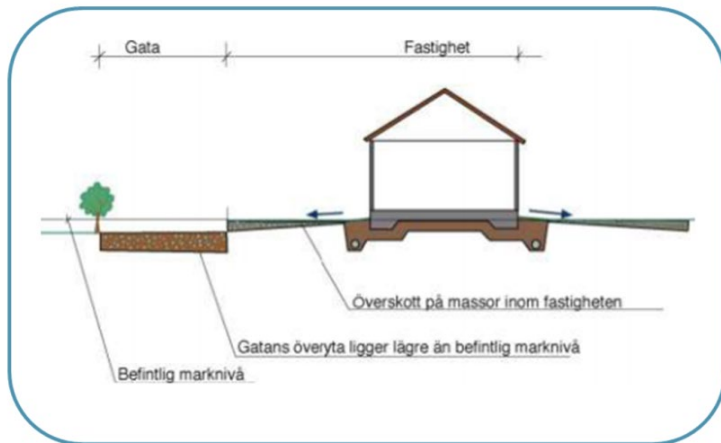 Gata
Fastighet
Överskott på massor inom fastigheten
Gatans överyta ligger lägre än befintlig marknivå
Befintlig marknivå